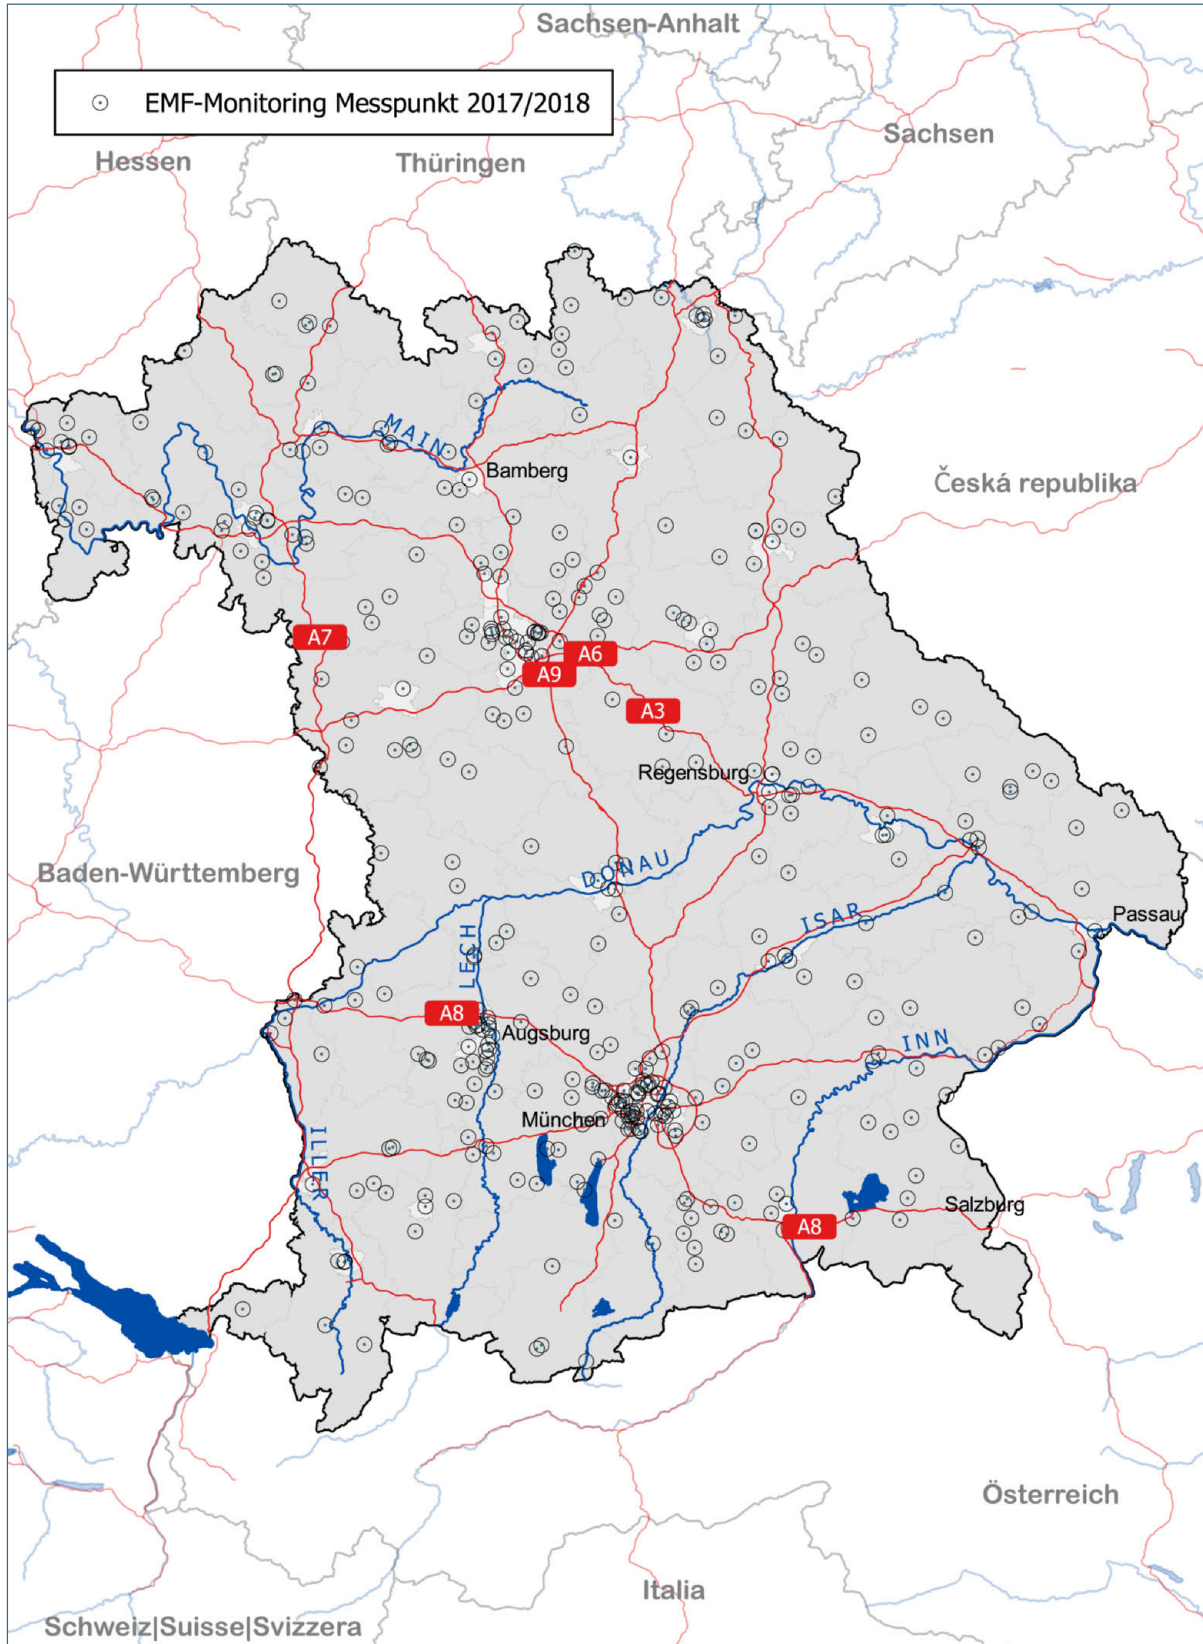 Sachsen-Anhalt
EMF-Monitoring Messpunkt 2017/2018
Sachsen
Hessen
Thüringen
MAIN
Bamberg
Česká republika
A7
A6
A9
A3
Regensburg
DONAU
Baden-Württemberg
ISAR
Passau
LECH
A8
Augsburg
INN
München
ILLER
Salzburg
A8
Österreich
Italia
Schweiz|Suisse|Svizzera